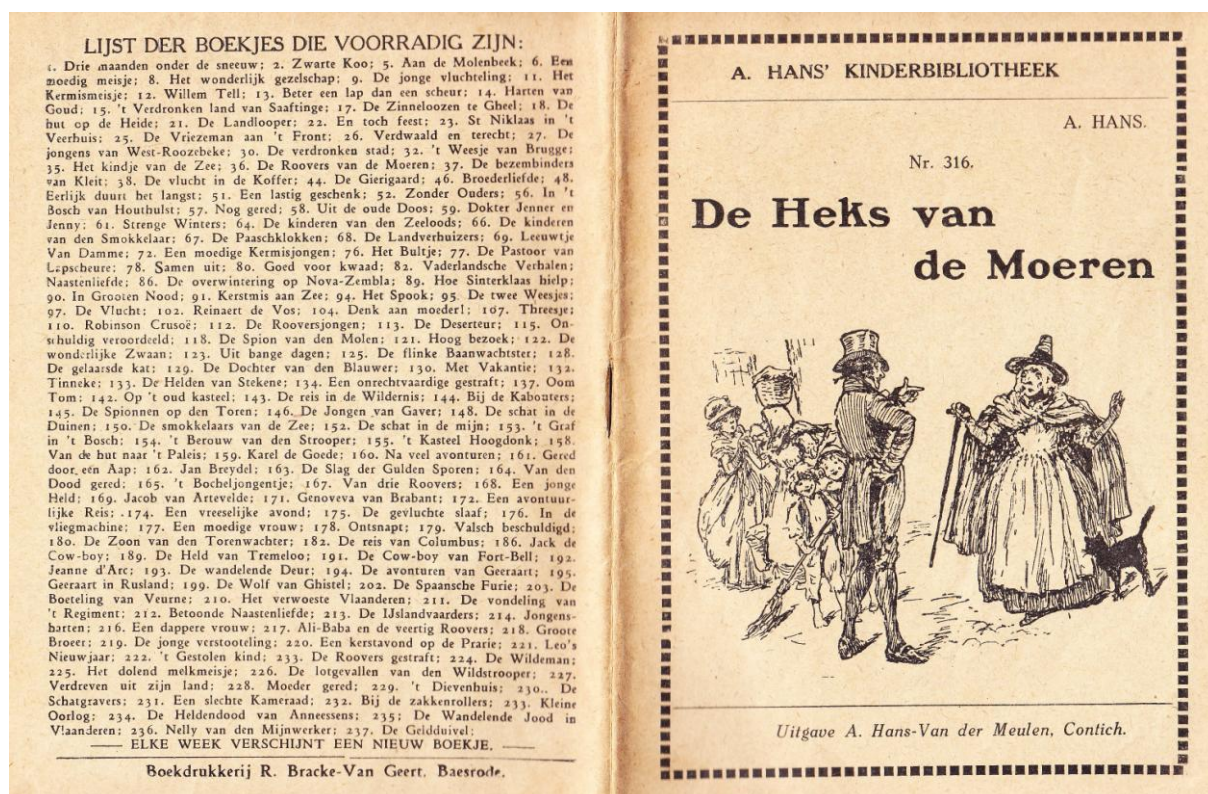 LIJST DER BOEKJES DIE VOORRADIG ZIJN:
1. Drie maanden onder de sneeuw; 2. Zwarte Koo; 5. Aan de Molenbeek; 6. Een
moedig meisje; 8. Het wonderlijk gezelschap; 9. De jonge vluchteling; 11. Het
Kermismeisje; 12. Willem Tell; 13. Beter een lap dan een scheur; 14. Harten van
Goud; 15. 't Verdronken land van Saaftinge; 17. De Zinneloozen te Gheel; 18. De
hut op de Heide; 21. De Landlooper; 22. En toch feest; 23. St Niklaas in 't
Veerhuis; 25. De Vriezeman aan 't Front; 26. Verdwaald en terecht; 27. De
jongens van West-Roozebeke; 30. De verdronken stad; 32. 't Weesje van Brugge;
35. Het kindje van de Zee; 36. De Roovers van de Moeren; 37. De bezembinders
van Kleit; 38. De vlucht in de Koffer; 44. De Gierigaard; 46. Broederliefde; 48.
Eerlijk duurt het langst; 51. Een lastig geschenk; 52. Zonder Ouders; 56. In 't
Bosch van Houthulst; 57. Nog gered; 58. Uit de oude Doos; 59. Dokter Jenner en
Jenny; 61. Strenge Winters; 64. De kinderen van den Zeeloods; 66. De kinderen
van den Smokkelaar; 67. De Paaschklokken; 68. De Landverhuizers; 69. Leeuwtje
Van Damme; 72. Een moedige Kermisjongen; 76. Het Bultje; 77. De Pastoor van
Lapscheure; 78. Samen uit; 80. Goed voor kwaad; 82. Vaderlandsche Verhalen;
Naastenliefde; 86. De overwintering op Nova-Zembla; 89. Hoe Sinterklaas hielp;
90. In Grooten Nood; 91. Kerstmis aan Zee; 94. Het Spook; 95. De twee Weesjes;
97. De Vlucht; 102. Reinaert de Vos; 104. Denk aan moeder!; 107. Threesje;
110. Robinson Crusoë; 112. De Rooversjongen; 113. De Deserteur; 115. On-
schuldig veroordeeld; 118. De Spion van den Molen; 121. Hoog bezoek; 122. De
wonderlijke Zwaan; 123. Uit bange dagen; 125. De flinke Baanwachtster; 128.
De gelaarsde kat; 129. De Dochter van den Blauwer; 130. Met Vakantie; 132.
Tinneke; 133. De Helden van Stekene; 134. Een onrechtvaardige gestraft; 137. Oom
Tom; 142. Op 't oud kasteel; 143. De reis in de Wildernis; 144. Bij de Kabouters;
145. De Spionnen op den Toren; 146. De Jongen van Gaver; 148. De schat in de
Duinen; 150. De smokkelaars van de Zee; 152. De schat in de mijn; 153. 't Graf
in 't Bosch; 154. 't Berouw van den Strooper; 155. 't Kasteel Hoogdonk; 158.
Van de hut naar 't Paleis; 159. Karel de Goede; 160. Na veel avonturen; 161. Gered
door een Aap; 162. Jan Breydel; 163. De Slag der Gulden Sporen; 164. Van den
Dood gered; 165. 't Bocheljongentje; 167. Van drie Roovers; 168. Een jonge
Held; 169. Jacob van Artevelde; 171. Genoveva van Brabant; 172. Een avontuur-
lijke Reis; 174. Een vreeselijke avond; 175. De gevluchte slaaf; 176. In de
vliegmachine; 177. Een moedige vrouw; 178. Ontsnapt; 179. Valsch beschuldigd;
180. De Zoon van den Torenwachter; 182. De reis van Columbus; 186. Jack de
Cow-boy; 189. De Held van Tremeloo; 191. De Cow-boy van Fort-Bell; 192.
Jeanne d'Arc; 193. De wandelende Deur; 194. De avonturen van Geeraart; 195.
Geeraart in Rusland; 199. De Wolf van Ghistel; 202. De Spaansche Furie; 203. De
Boeteling van Veurne; 210. Het verwoeste Vlaanderen; 211. De vondeling van
't Regiment; 212. Betoonde Naastenliefde; 213. De IJslandvaarders; 214. Jongens-
harten; 216. Een dappere vrouw; 217. Ali-Baba en de veertig Roovers; 218. Groote
Broeer; 219. De jonge verstooteling; 220. Een kerstavond op de Prarie; 221. Leo's
Nieuwjaar; 222. 't Gestolen kind; 233. De Roovers gestraft; 224. De Wildeman;
225. Het dolend melkmeisje; 226. De lotgevallen van den Wildstrooper; 227.
Verdreven uit zijn land; 228. Moeder gered; 229. 't Dievenhuis; 230.. De
Schatgravers; 231. Een slechte Kameraad; 232. Bij de zakkenrollers; 233. Kleine
Oorlog; 234. De Heldendood van Anneessens; 235; De Wandelende Jood in
Vlaanderen; 236. Nelly van den Mijnwerker; 237. De Geldduivel;
ELKE WEEK VERSCHIJNT EEN NIEUW BOEKJE.
Boekdrukkerij R. Bracke-Van Geert. Baesrode.
A. HANS' KINDERBIBLIOTHEEK
A. HANS.
Nr. 316.
De Heks van
de Moeren
Uitgave A. Hans-Van der Meulen, Contich.